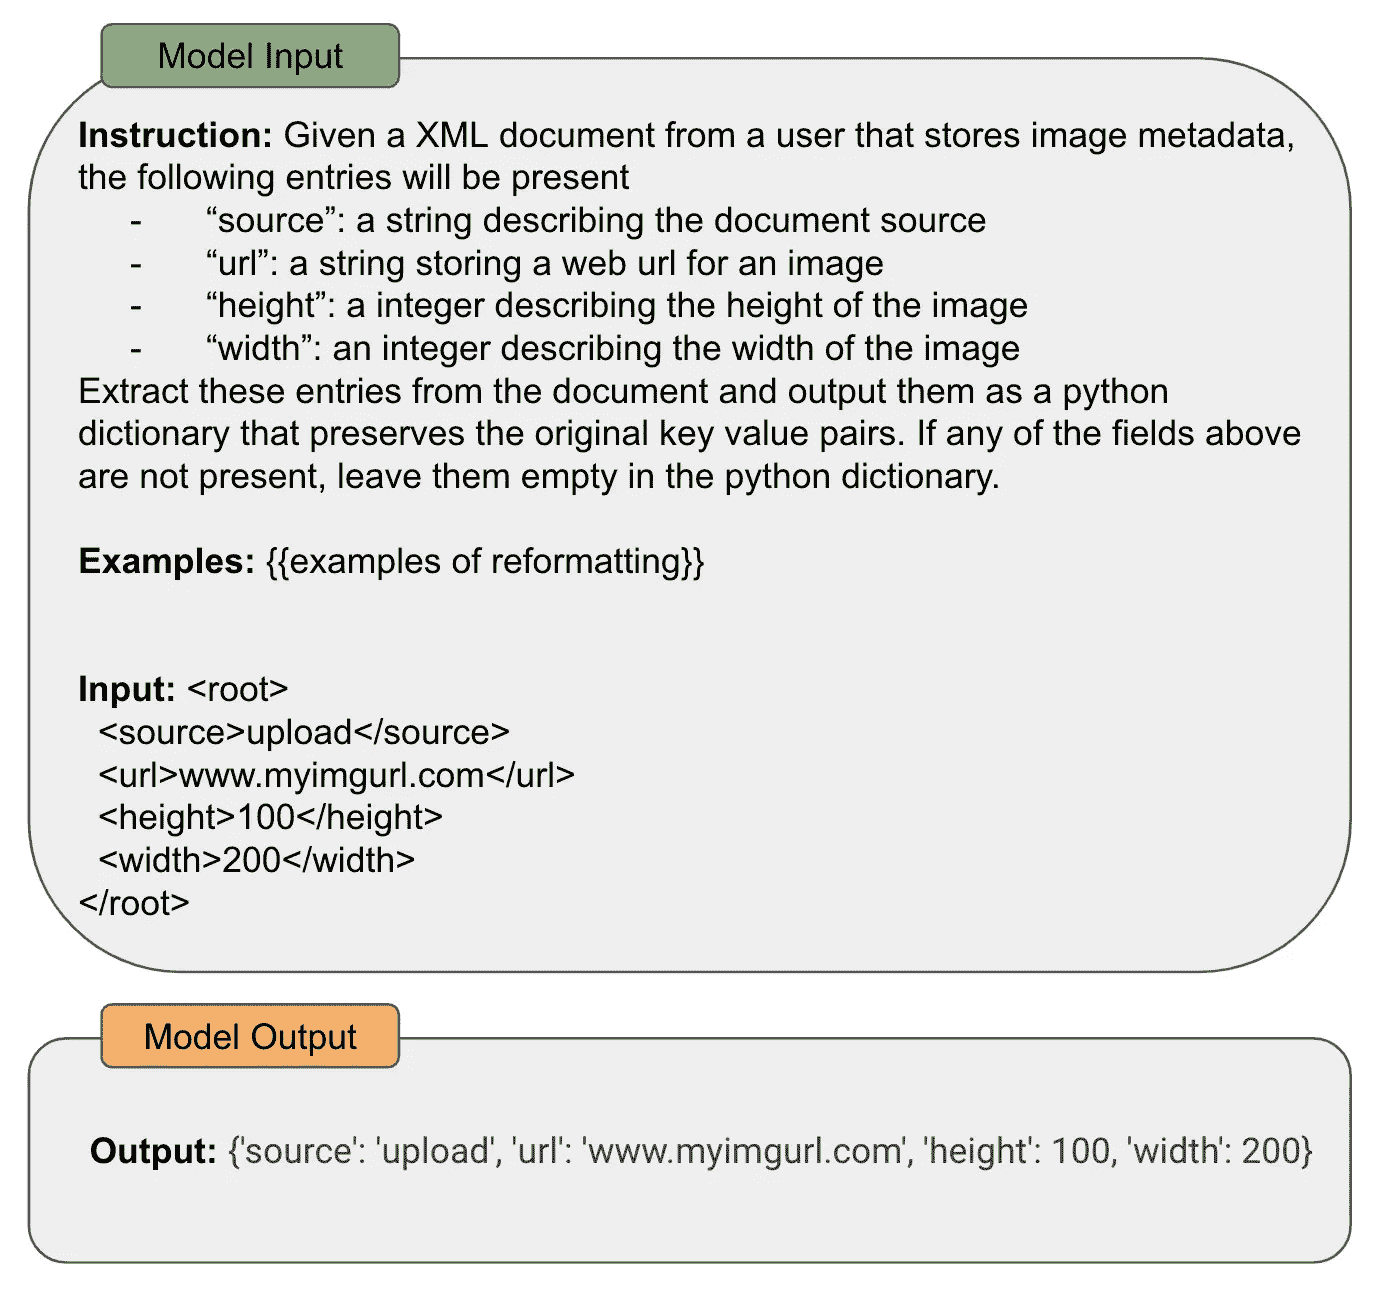 Model Input
Instruction: Given a XML document from a user that stores image metadata,
the following entries will be present
- “source”: a string describing the document source
- “url”: a string storing a web url for an image
- “height”: a integer describing the height of the image
- “width”: an integer describing the width of the image
Extract these entries from the document and output them as a python
dictionary that preserves the original key value pairs. If any of the fields above
are not present, leave them empty in the python dictionary.
Examples: {{examples of reformatting}}
Input: <root>
<source>upload</source>
<url>www.myimgurl.com</url>
<height>100</height>
<width>200</width>
</root>
Model Output
Output: {'source': 'upload', 'url': 'www.myimgurl.com', 'height': 100, 'width': 200}